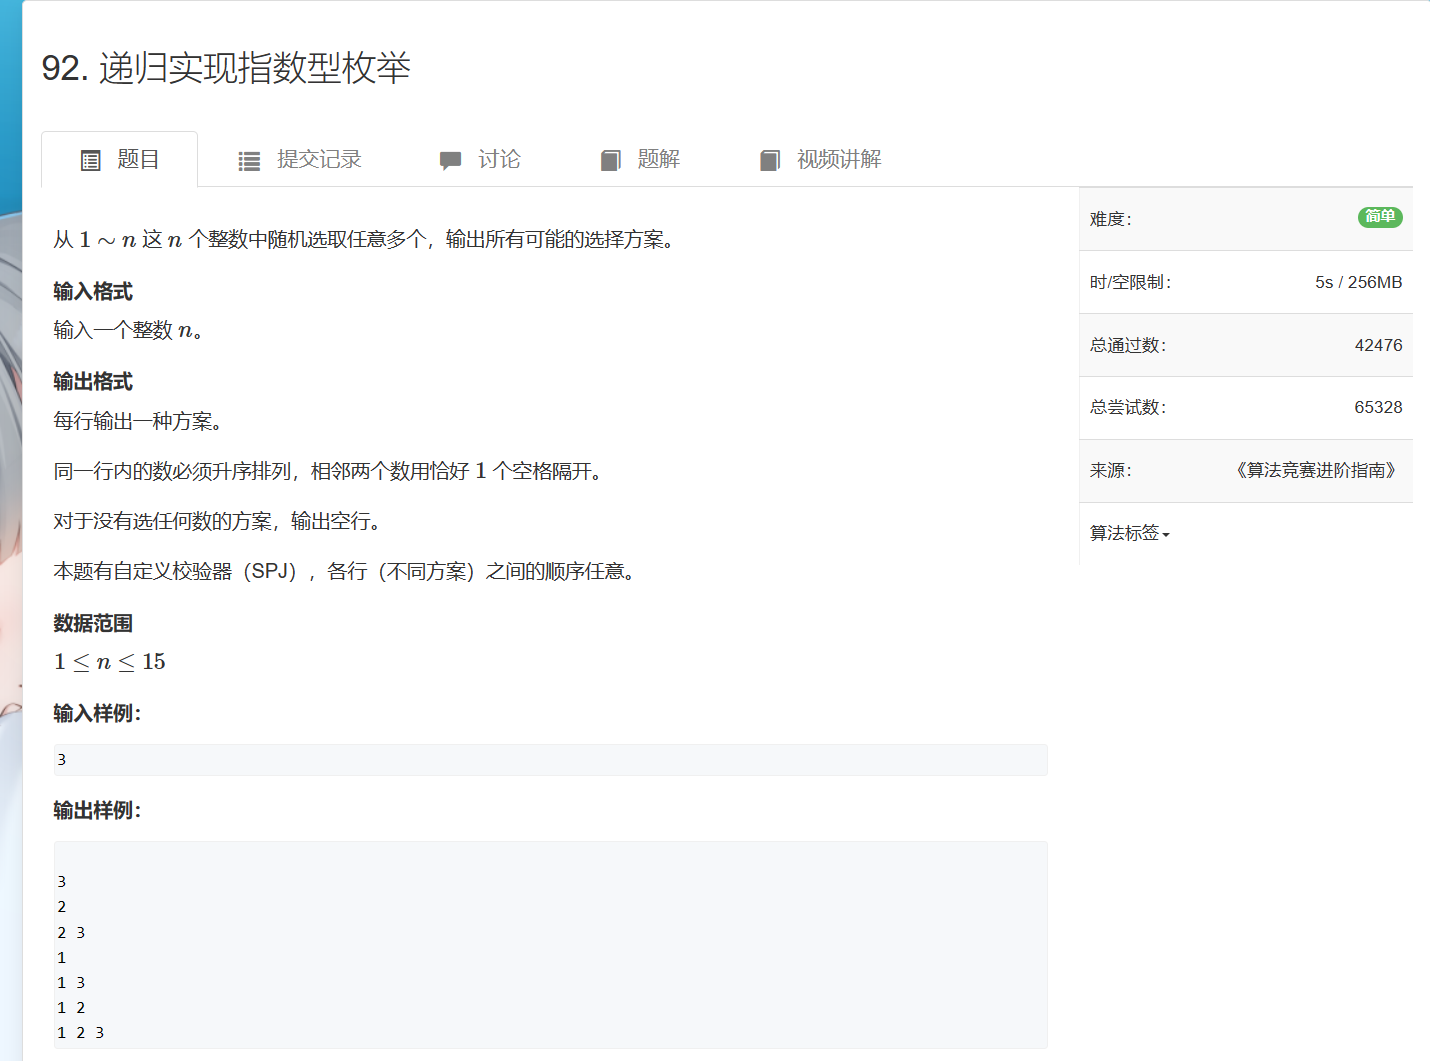 92. 递归实现指数型枚举
题目 提交记录 讨论 题解 视频讲解
从 1 ∼ n 这 n 个整数中随机选取任意多个，输出所有可能的选择方案。
输入格式
输入一个整数 n。
输出格式
每行输出一种方案。
同一行内的数必须升序排列，相邻两个数用恰好 1 个空格隔开。
对于没有选任何数的方案，输出空行。
本题有自定义校验器（SPJ），各行（不同方案）之间的顺序任意。
数据范围
1 ≤ n ≤ 15
输入样例：
3
输出样例：
3
2
2 3
1
1 3
1 2
1 2 3
难度： 简单
时/空限制： 5s / 256MB
总通过数： 42476
总尝试数： 65328
来源： 《算法竞赛进阶指南》
算法标签